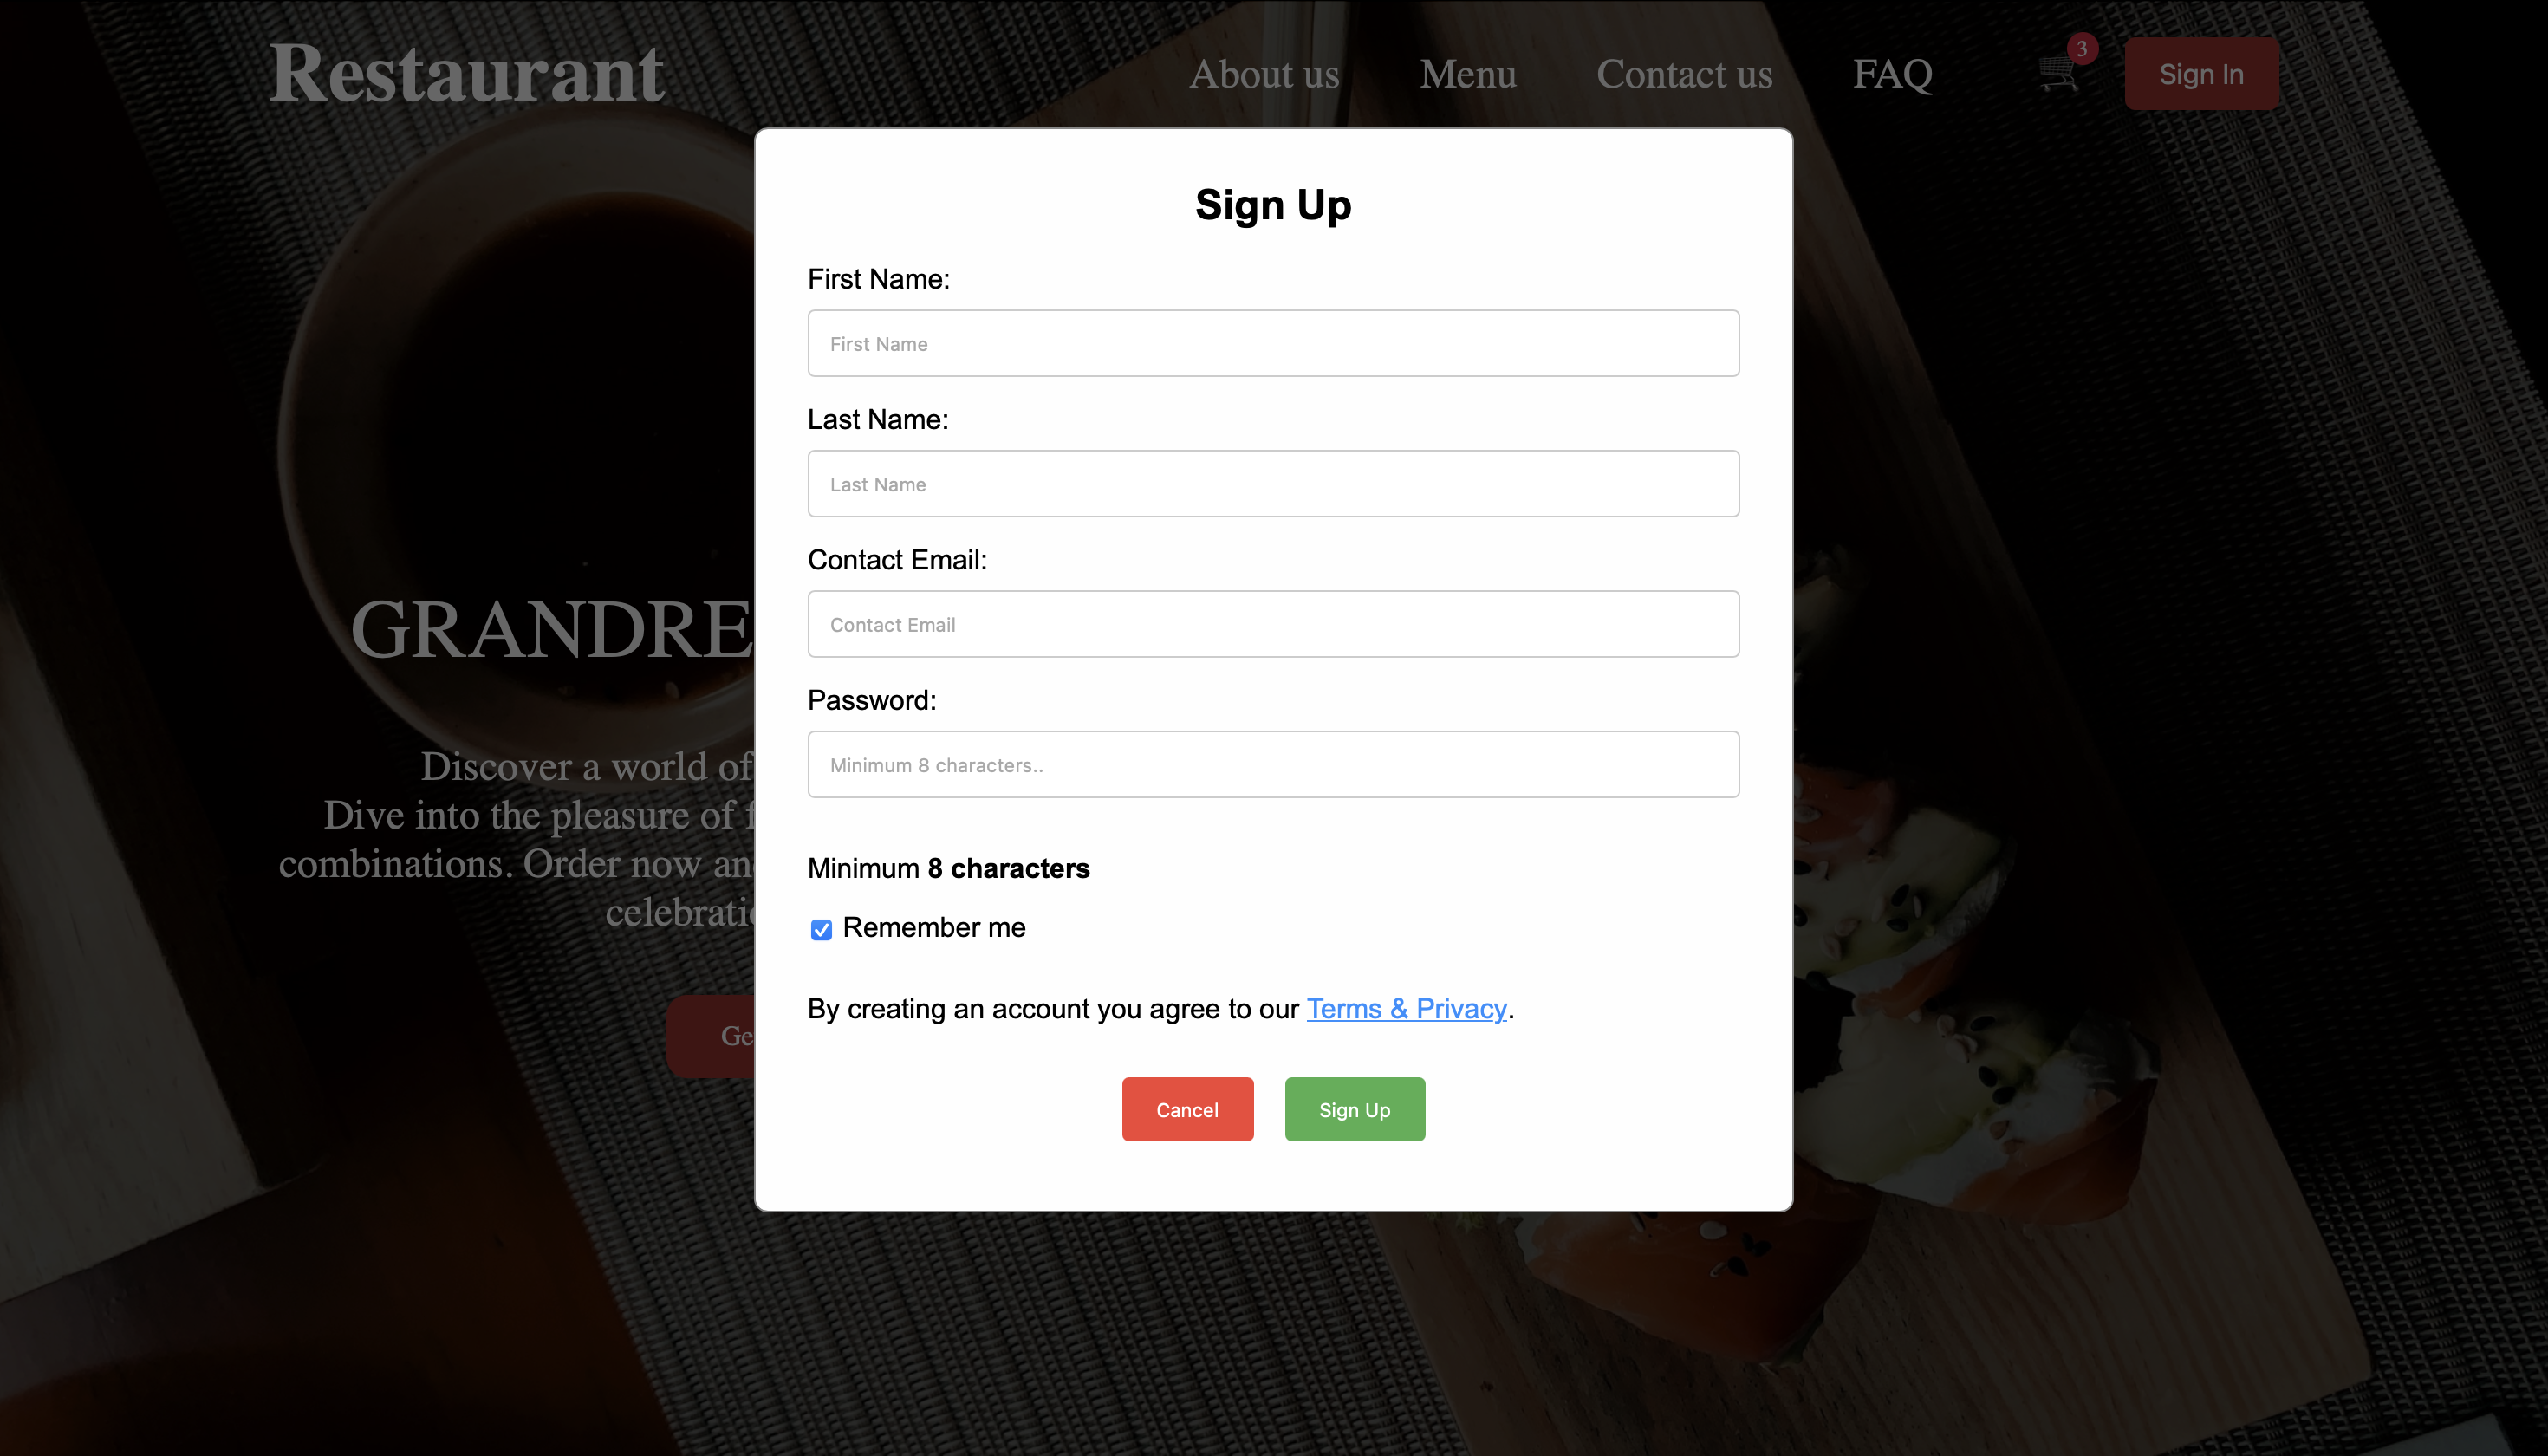 Restaurant
About us Menu Contact us FAQ 3 Sign In
Sign Up
First Name:
First Name
Last Name:
Last Name
Contact Email:
Contact Email
Password:
Minimum 8 characters..
Minimum 8 characters
Remember me
By creating an account you agree to our Terms & Privacy.
Cancel Sign Up
GRANDRE
Discover a world of
Dive into the pleasure of f
combinations. Order now an
celebrati
Ge